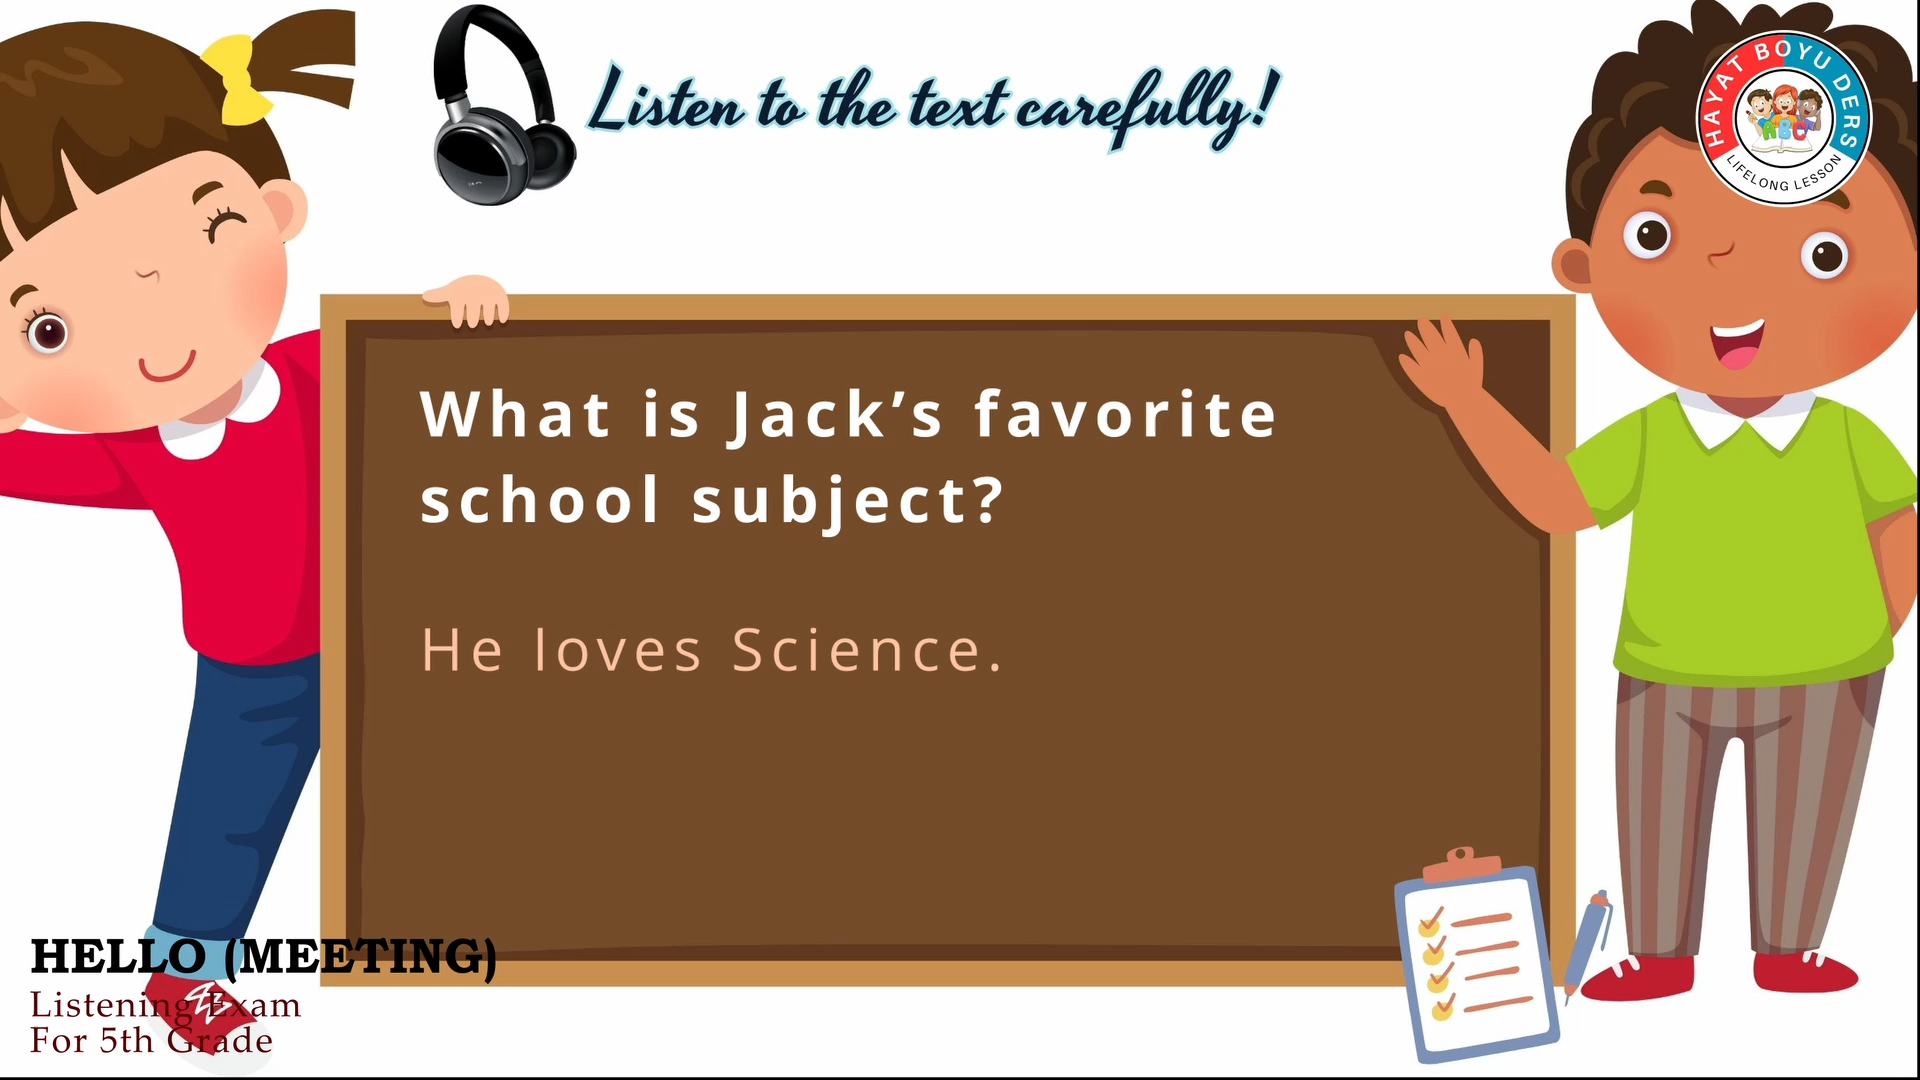 Listen to the text carefully!
HAYAT BOYU DERS
ABC
LIFELONG LESSON
What is Jack’s favorite
school subject?
He loves Science.
HELLO (MEETING)
Listening Exam
For 5th Grade